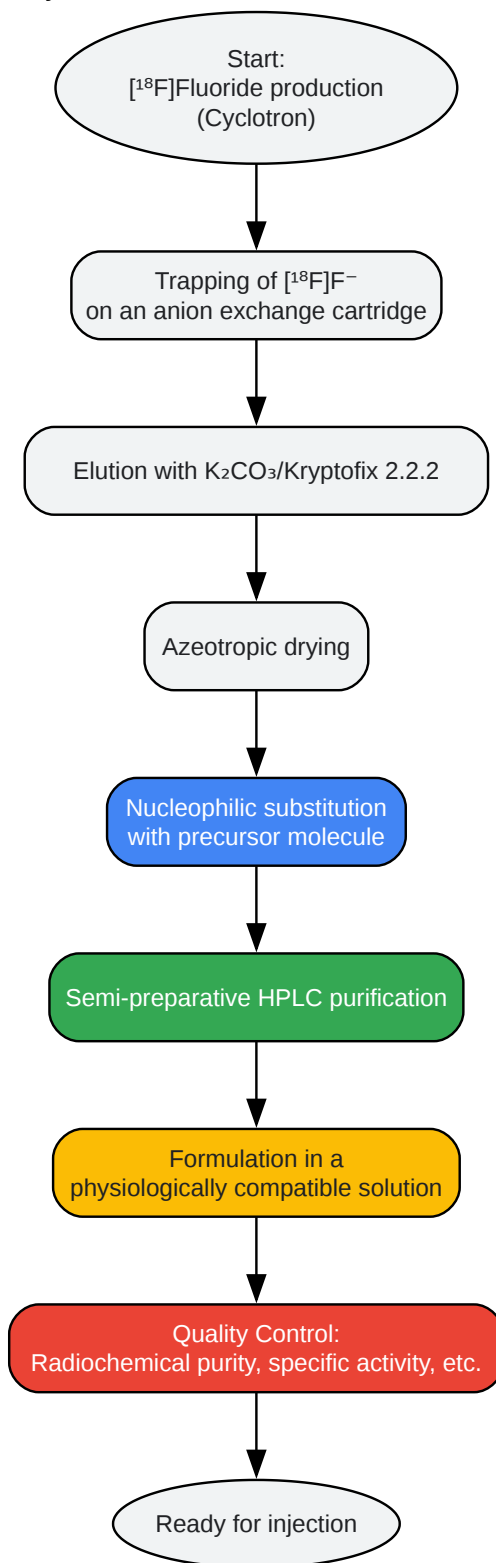 Start:
[¹⁸F]Fluoride production
(Cyclotron)
Trapping of [¹⁸F]F⁻
on an anion exchange cartridge
Elution with K₂CO₃/Kryptofix 2.2.2
Azeotropic drying
Nucleophilic substitution
with precursor molecule
Semi-preparative HPLC purification
Formulation in a
physiologically compatible solution
Quality Control:
Radiochemical purity, specific activity, etc.
Ready for injection